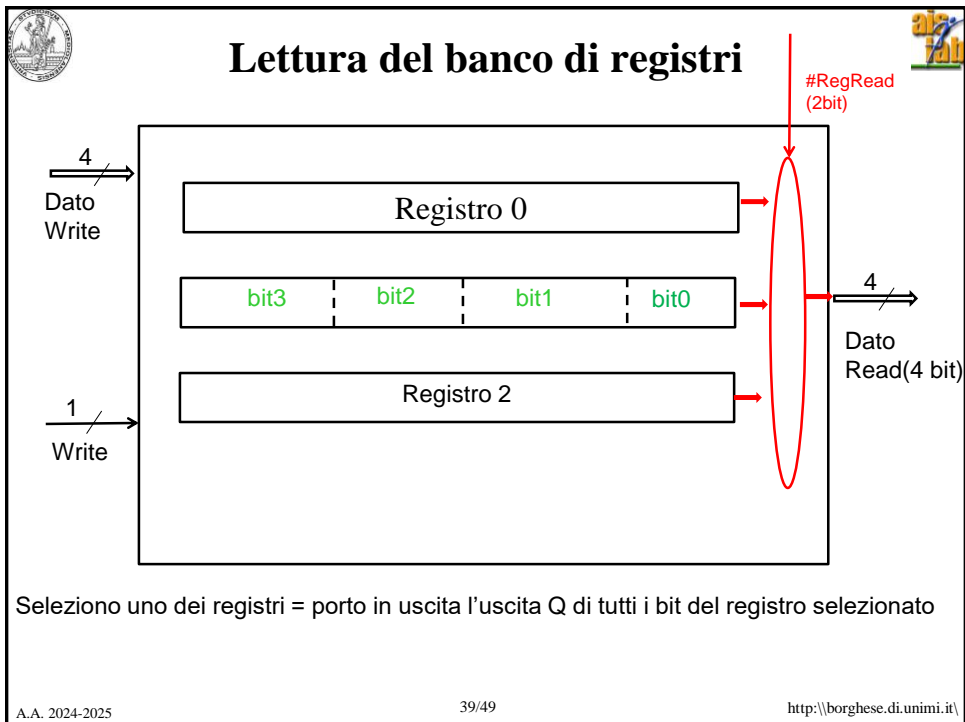 Lettura del banco di registri
#RegRead
(2bit)
4
Dato
Write
Registro 0
bit3 bit2 bit1 bit0
4
Dato
Read(4 bit)
Registro 2
1
Write
Seleziono uno dei registri = porto in uscita l'uscita Q di tutti i bit del registro selezionato
A.A. 2024-2025
39/49
http:\\borghese.di.unimi.it\